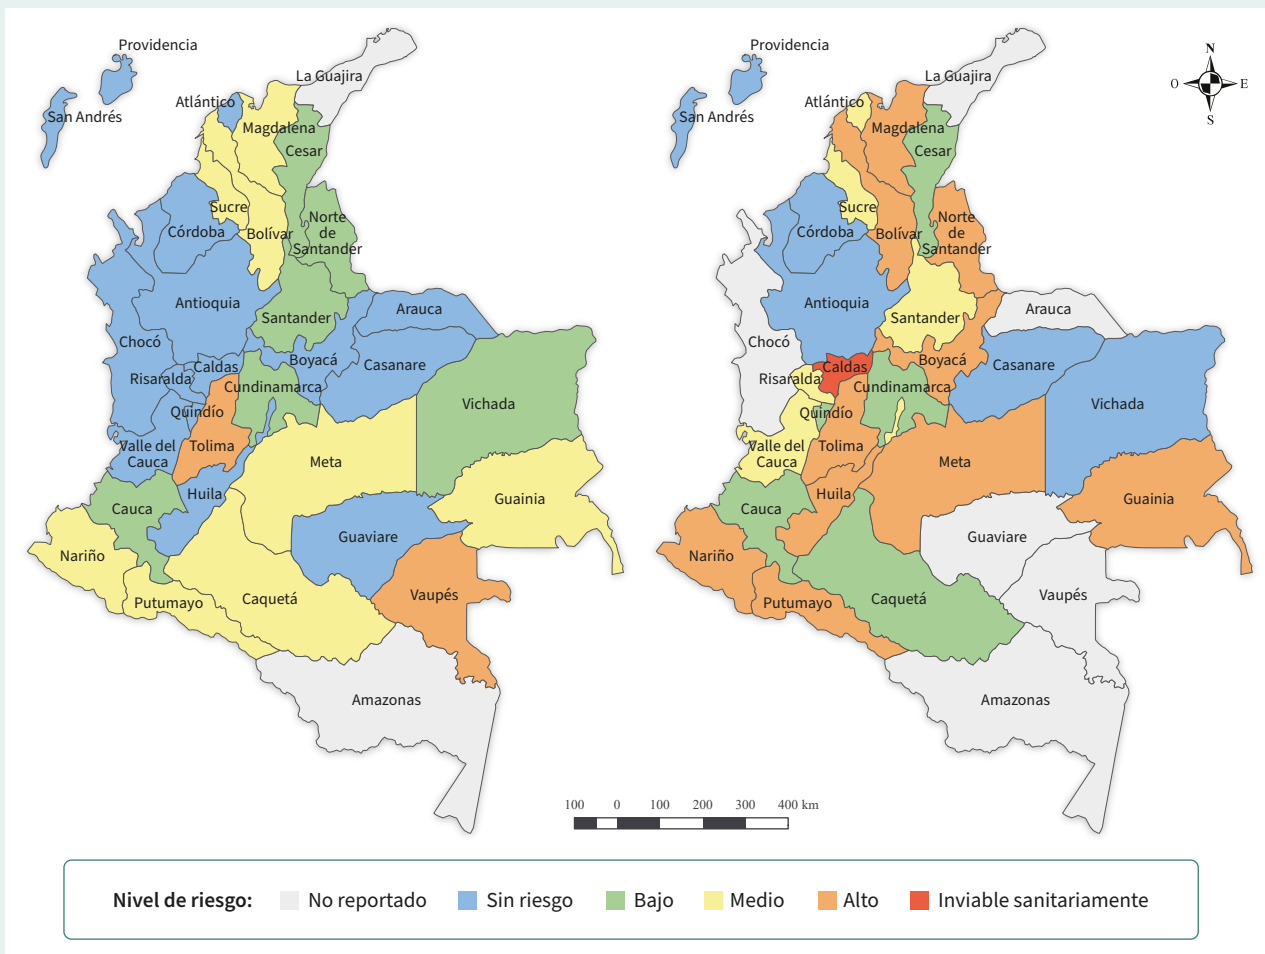 Providencia
San Andrés
La Guajira
Atlántico
Magdalena
Cesar
Sucre
Norte
de
Santander
Córdoba
Bolívar
Antioquia
Arauca
Santander
Chocó
Boyacá
Casanare
Caldas
Risaralda
Cundinamarca
Quindío
Vichada
Valle del
Cauca
Tolima
Meta
Huila
Guainia
Cauca
Guaviare
Nariño
Vaupés
Putumayo
Caquetá
Amazonas
Providencia
San Andrés
La Guajira
Atlántico
Magdalena
Cesar
Sucre
Norte
de
Santander
Córdoba
Bolívar
Antioquia
Arauca
Santander
Chocó
Boyacá
Casanare
Caldas
Risaralda
Cundinamarca
Quindío
Vichada
Valle del
Cauca
Tolima
Meta
Huila
Guainia
Cauca
Guaviare
Nariño
Vaupés
Putumayo
Caquetá
Amazonas
N
O E
S
100 0 100 200 300 400 km
Nivel de riesgo: No reportado Sin riesgo Bajo Medio Alto Inviable sanitariamente